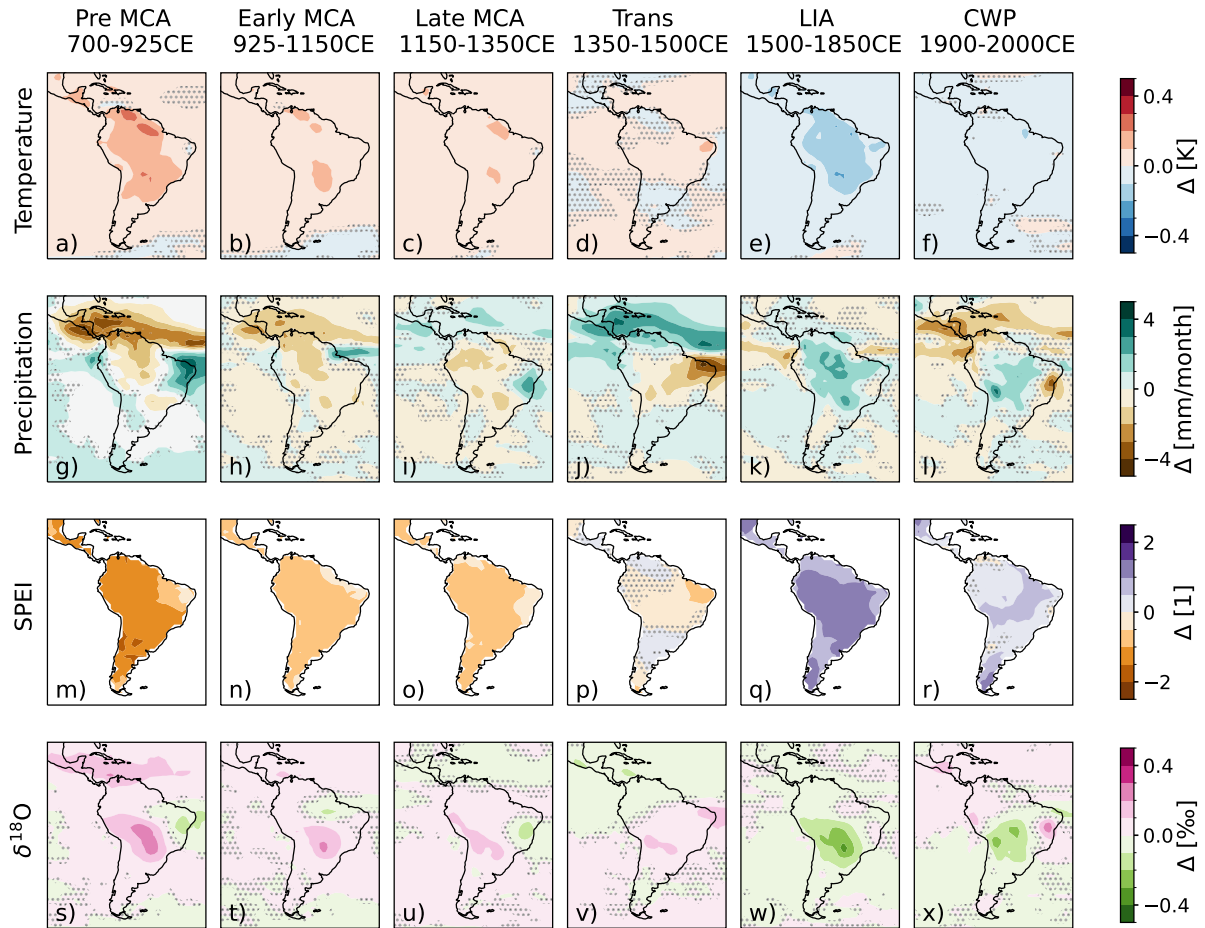 Pre MCA
700-925CE
Early MCA
925-1150CE
Late MCA
1150-1350CE
Trans
1350-1500CE
LIA
1500-1850CE
CWP
1900-2000CE
Temperature
a)
b)
c)
d)
e)
f)
0.4
0.0
−0.4
Δ [K]
Precipitation
g)
h)
i)
j)
k)
l)
4
0
−4
Δ [mm/month]
SPEI
m)
n)
o)
p)
q)
r)
2
0
−2
Δ [1]
δ¹⁸O
s)
t)
u)
v)
w)
x)
0.4
0.0
−0.4
Δ [‰]